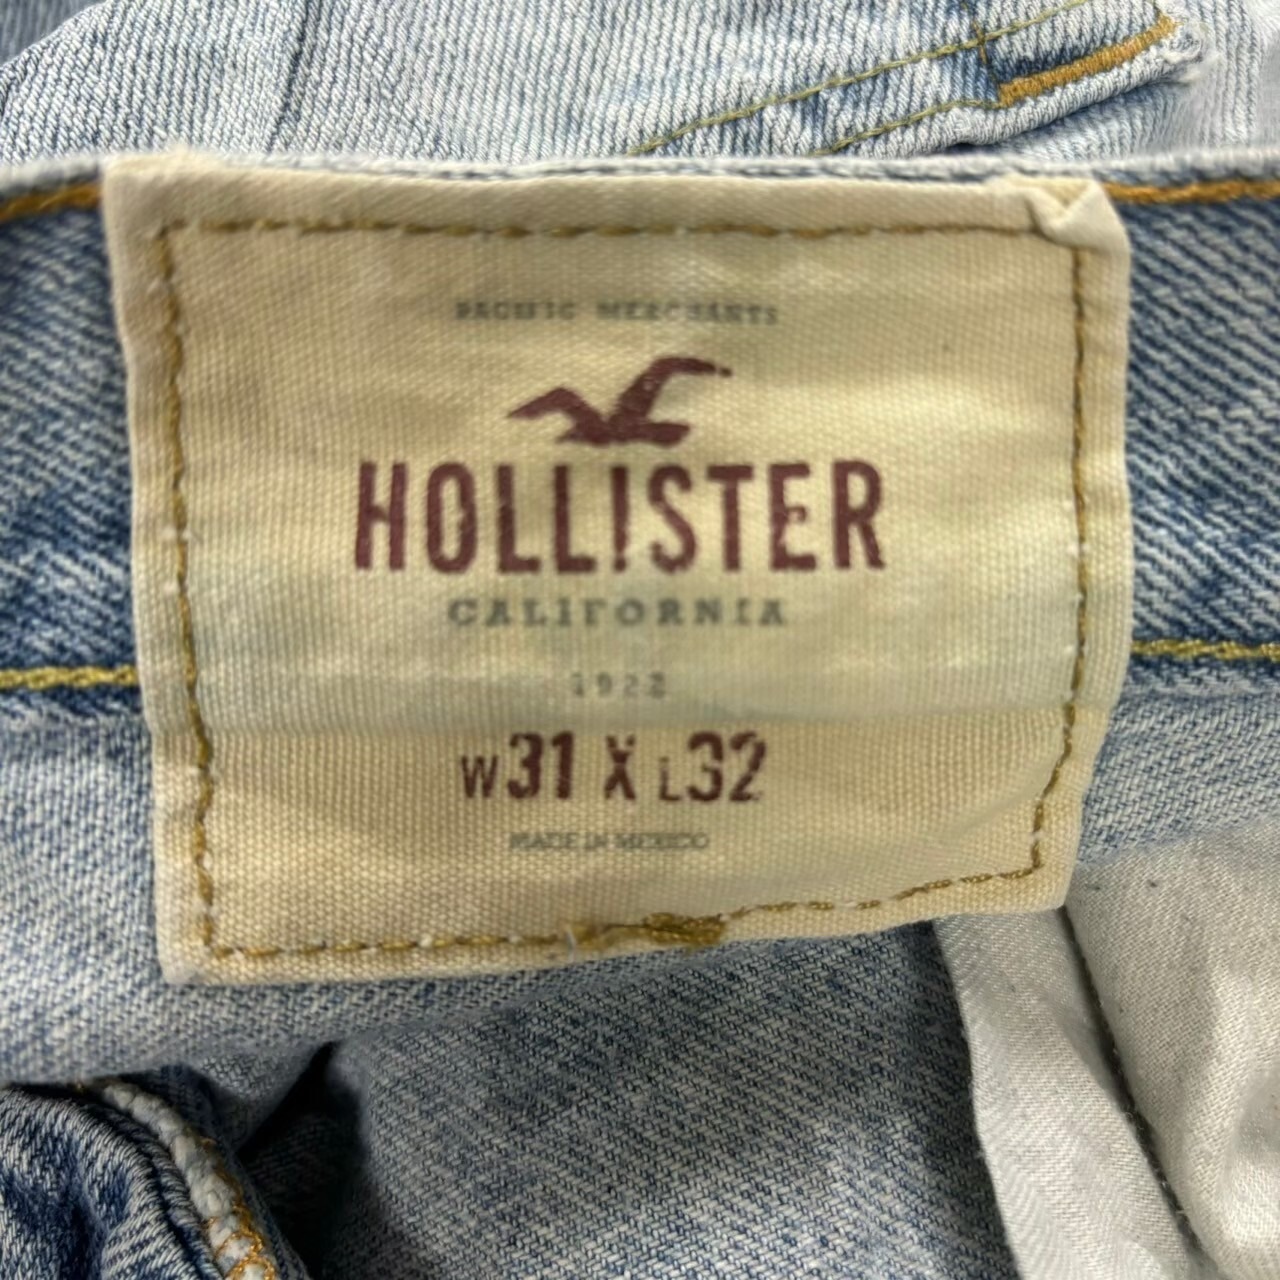 PACIFIC MERCHANTS
HOLLISTER
CALIFORNIA
1922
W31 X L32
MADE IN MEXICO